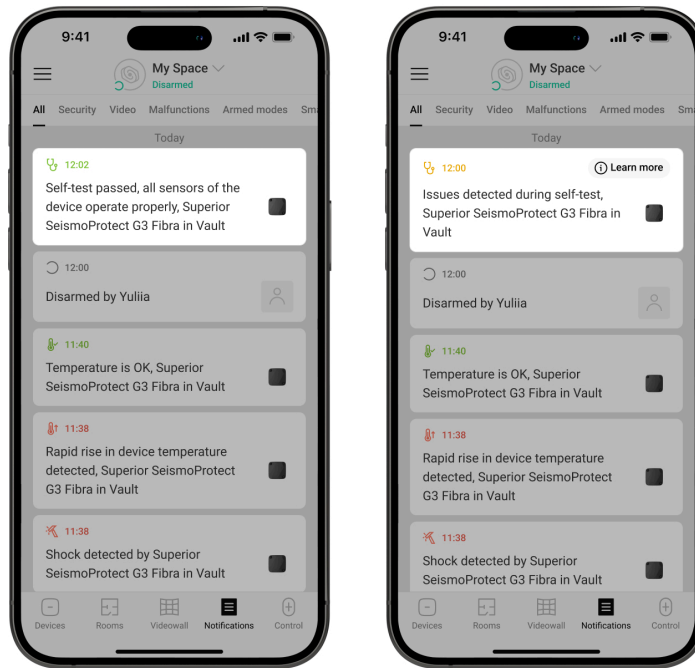 9:41
My Space
Disarmed
All Security Video Malfunctions Armed modes Sma
Today
12:02
Self-test passed, all sensors of the
device operate properly, Superior
SeismoProtect G3 Fibra in Vault
12:00
Disarmed by Yuliia
11:40
Temperature is OK, Superior
SeismoProtect G3 Fibra in Vault
11:38
Rapid rise in device temperature
detected, Superior SeismoProtect
G3 Fibra in Vault
11:38
Shock detected by Superior
SeismoProtect G3 Fibra in Vault
Devices Rooms Videowall Notifications Control
9:41
My Space
Disarmed
All Security Video Malfunctions Armed modes Sm
Today
12:00
Learn more
Issues detected during self-test,
Superior SeismoProtect G3 Fibra in
Vault
12:00
Disarmed by Yuliia
11:40
Temperature is OK, Superior
SeismoProtect G3 Fibra in Vault
11:38
Rapid rise in device temperature
detected, Superior SeismoProtect
G3 Fibra in Vault
11:38
Shock detected by Superior
SeismoProtect G3 Fibra in Vault
Devices Rooms Videowall Notifications Control